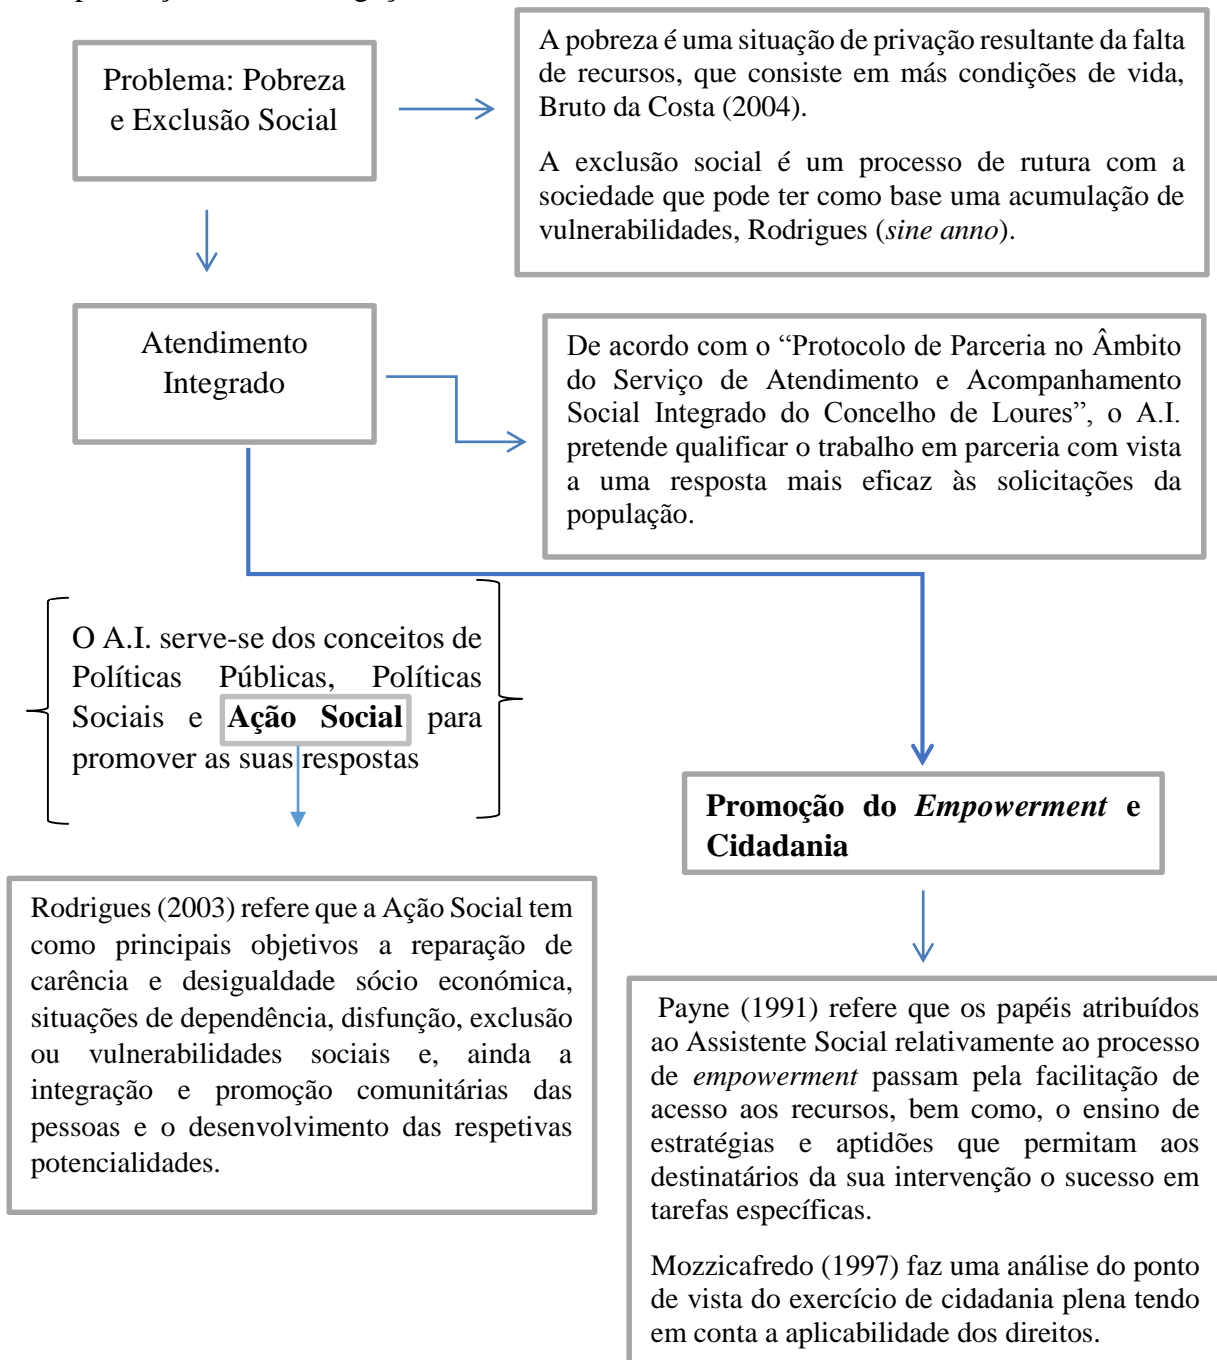 Problema: Pobreza
e Exclusão Social
A pobreza é uma situação de privação resultante da falta
de recursos, que consiste em más condições de vida,
Bruto da Costa (2004).
A exclusão social é um processo de rutura com a
sociedade que pode ter como base uma acumulação de
vulnerabilidades, Rodrigues (sine anno).
Atendimento
Integrado
De acordo com o “Protocolo de Parceria no Âmbito
do Serviço de Atendimento e Acompanhamento
Social Integrado do Concelho de Loures”, o A.I.
pretende qualificar o trabalho em parceria com vista
a uma resposta mais eficaz às solicitações da
população.
O A.I. serve-se dos conceitos de
Políticas Públicas, Políticas
Sociais e Ação Social para
promover as suas respostas
Promoção do Empowerment e
Cidadania
Rodrigues (2003) refere que a Ação Social tem
como principais objetivos a reparação de
carência e desigualdade sócio económica,
situações de dependência, disfunção, exclusão
ou vulnerabilidades sociais e, ainda a
integração e promoção comunitárias das
pessoas e o desenvolvimento das respetivas
potencialidades.
Payne (1991) refere que os papéis atribuídos
ao Assistente Social relativamente ao processo
de empowerment passam pela facilitação de
acesso aos recursos, bem como, o ensino de
estratégias e aptidões que permitam aos
destinatários da sua intervenção o sucesso em
tarefas específicas.
Mozzicafredo (1997) faz uma análise do ponto
de vista do exercício de cidadania plena tendo
em conta a aplicabilidade dos direitos.